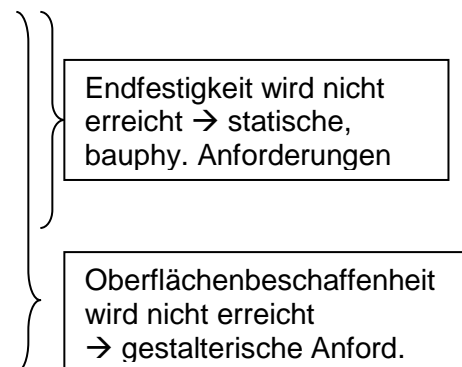 Endfestigkeit wird nicht
erreicht → statische,
bauphy. Anforderungen
Oberflächenbeschaffenheit
wird nicht erreicht
→ gestalterische Anford.